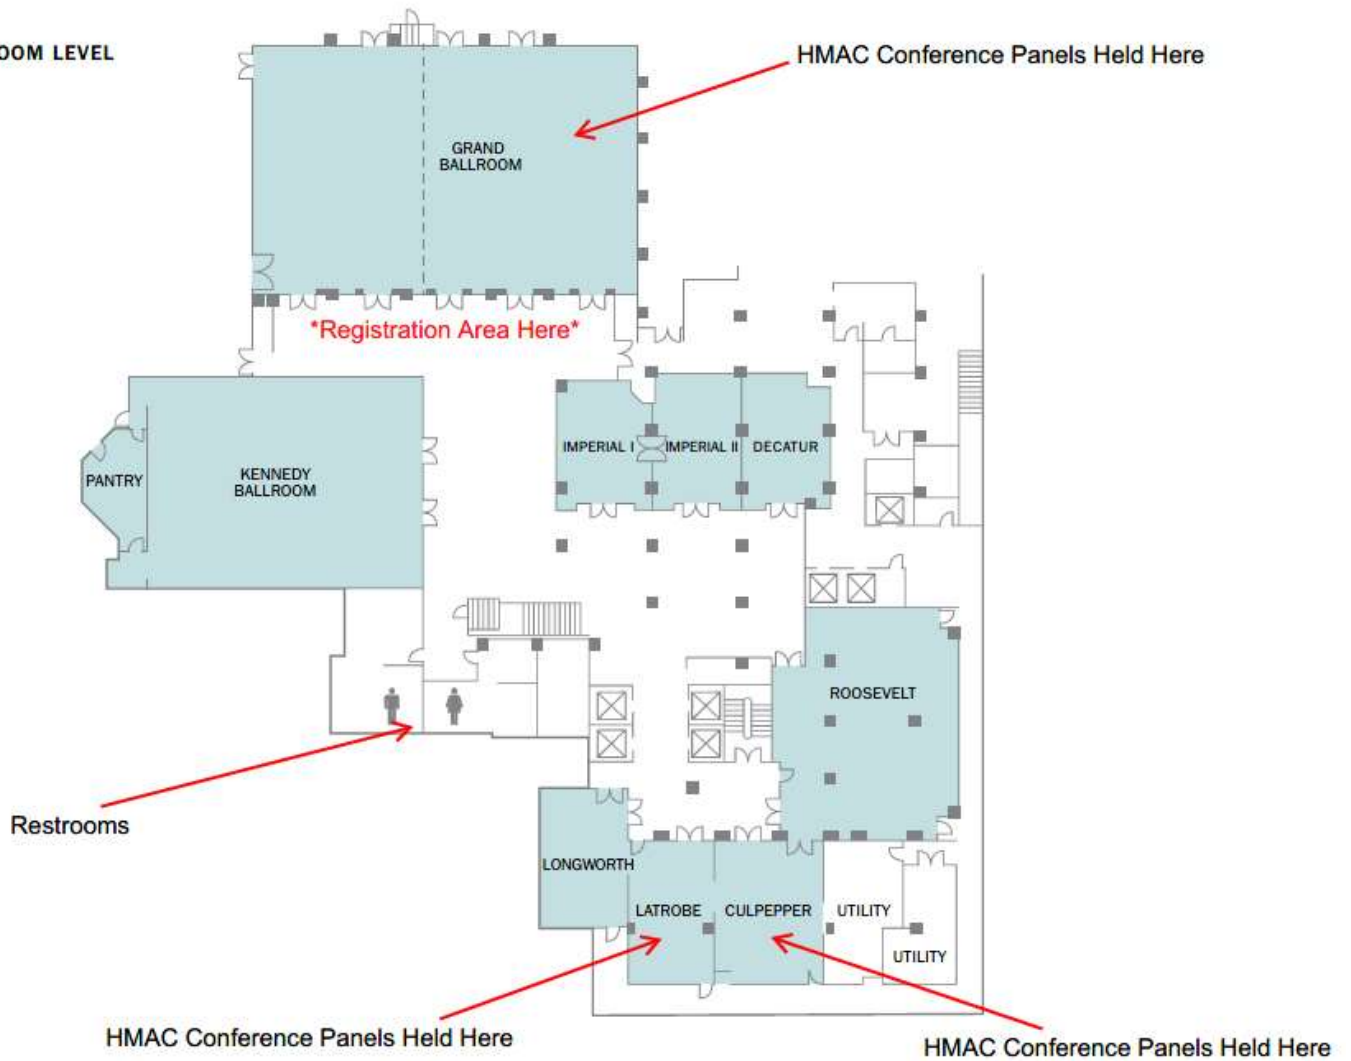 OOM LEVEL
HMAC Conference Panels Held Here
GRAND
BALLROOM
*Registration Area Here*
IMPERIAL I
IMPERIAL II
DECATUR
PANTRY
KENNEDY
BALLROOM
ROOSEVELT
Restrooms
LONGWORTH
LATROBE
CULPEPPER
UTILITY
UTILITY
HMAC Conference Panels Held Here
HMAC Conference Panels Held Here